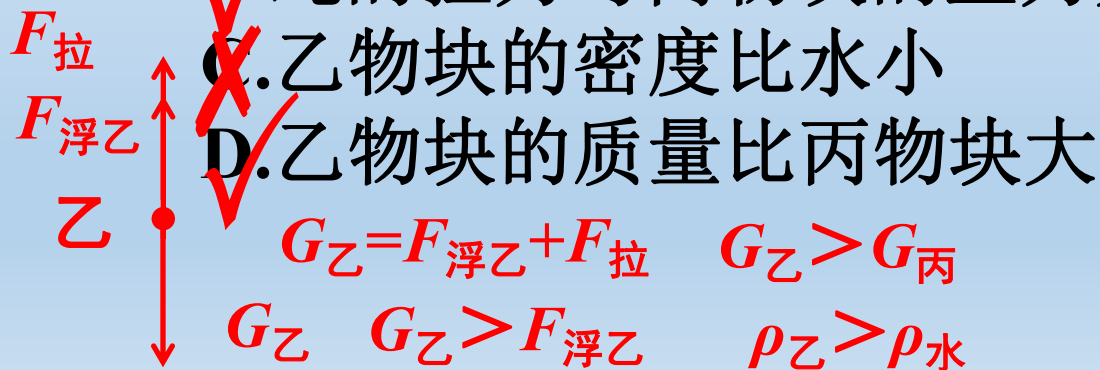 F拉
C.乙物块的密度比水小
F浮乙
D.乙物块的质量比丙物块大
乙
G乙=F浮乙+F拉 G乙>G丙
G乙 G乙>F浮乙 ρ乙>ρ水